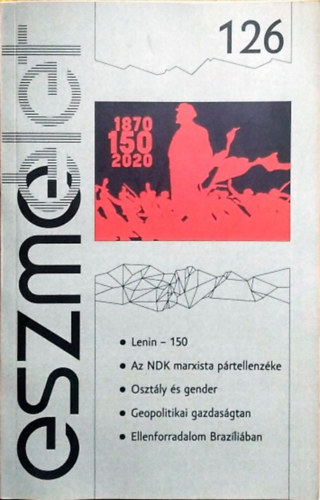 126
eszmélet
1870
150
2020
• Lenin – 150
• Az NDK marxista pártellenzéke
• Osztály és gender
• Geopolitikai gazdaságtan
• Ellenforradalom Brazíliában